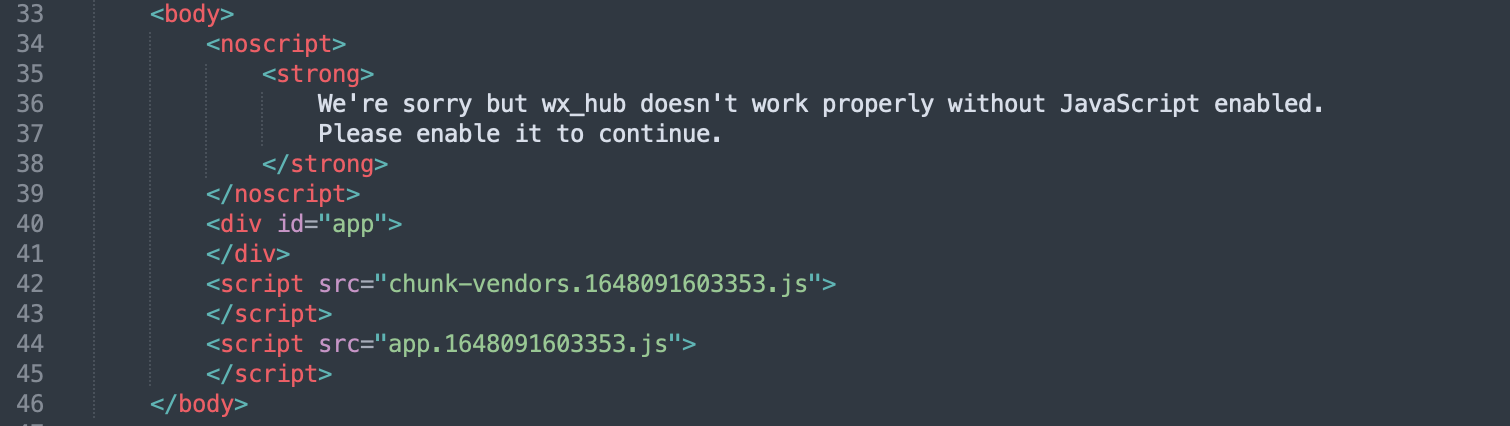 33 <body>
34 <noscript>
35 <strong>
36 We're sorry but wx_hub doesn't work properly without JavaScript enabled.
37 Please enable it to continue.
38 </strong>
39 </noscript>
40 <div id="app">
41 </div>
42 <script src="chunk-vendors.1648091603353.js">
43 </script>
44 <script src="app.1648091603353.js">
45 </script>
46 </body>